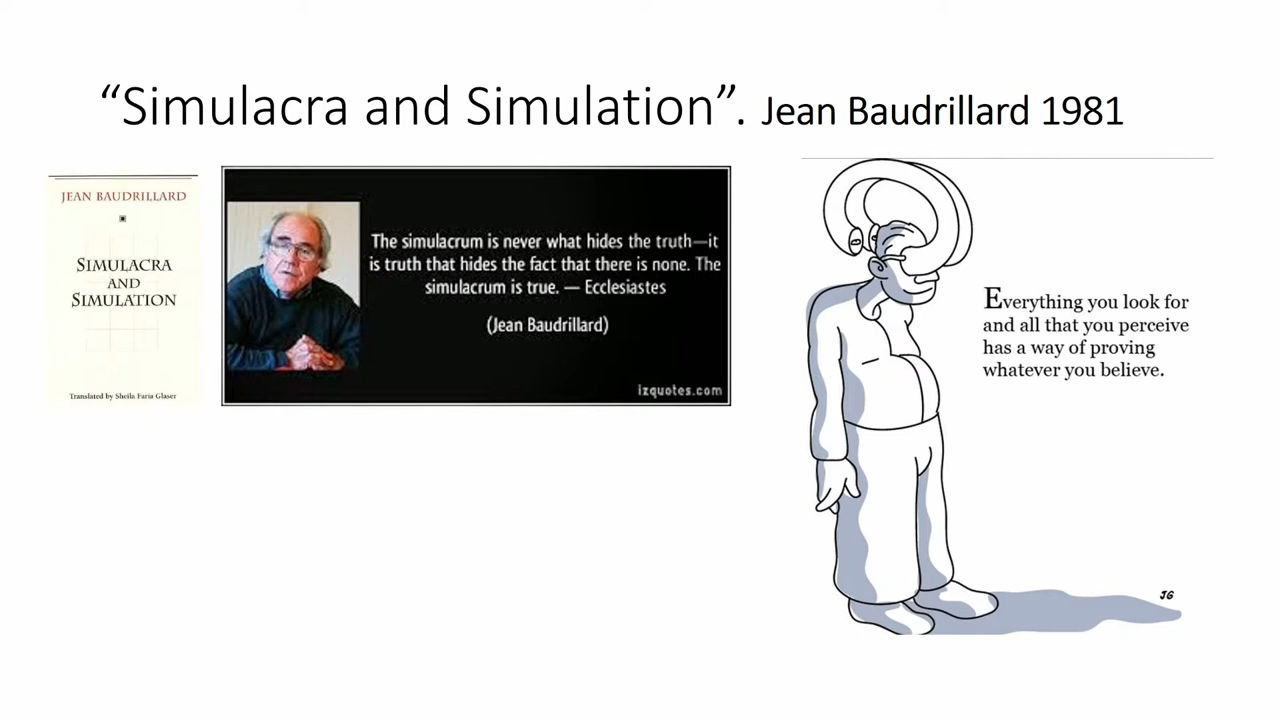 “Simulacra and Simulation”. Jean Baudrillard 1981
JEAN BAUDRILLARD
SIMULACRA
AND
SIMULATION
Translated by Sheila Faria Glaser
The simulacrum is never what hides the truth—it
is truth that hides the fact that there is none. The
simulacrum is true. — Ecclesiastes
(Jean Baudrillard)
izquotes.com
Everything you look for
and all that you perceive
has a way of proving
whatever you believe.
JG